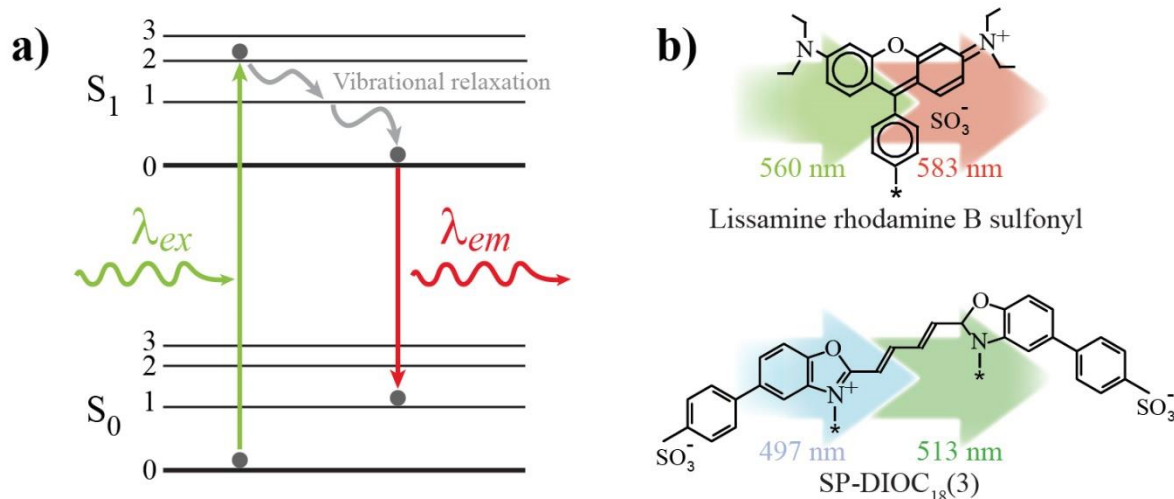 a)
3
2
1
0
S₁
Vibrational relaxation
λex
λem
3
2
1
0
S₀
b)
N
O
N+
SO₃-
*
560 nm
583 nm
Lissamine rhodamine B sulfonyl
O
N+
*
O
N
*
SO₃-
SO₃-
497 nm
513 nm
SP-DIOC₁₈(3)